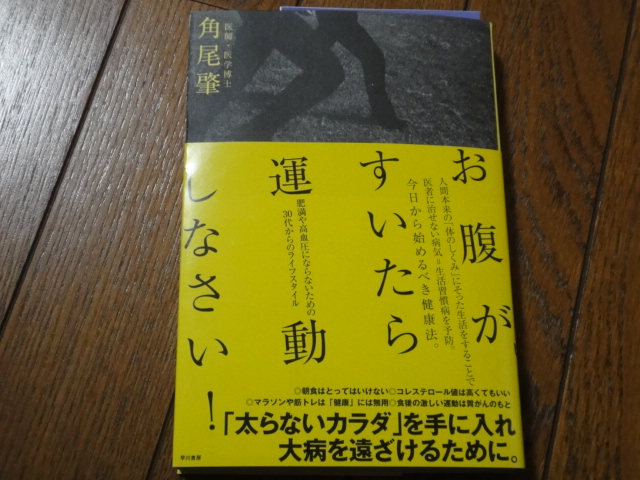 お腹が
すいたら
運動
しなさい!
人間本来の「体のしくみ」にそった生活をすることで
医者に治せない病気=生活習慣病を予防。
今日から始めるべき健康法。
肥満や高血圧にならないための
30代からのライフスタイル
医師・医学博士
角尾肇
◎朝食はとってはいけない◎コレステロール値は高くてもいい
◎マラソンや筋トレは「健康」には無用◎食後の激しい運動は胃がんのもと
「太らないカラダ」を手に入れ
大病を遠ざけるために。
早川書房